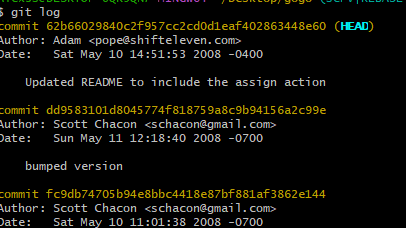 $ git log
commit 62b66029840c2f957cc2cd0d1eaf402863448e60 (HEAD)
Author: Adam <pope@shifteleven.com>
Date:   Sat May 10 14:51:53 2008 -0400
Updated README to include the assign action
commit dd9583101d8045774f818759a8c9b94156a2c99e
Author: Scott Chacon <schacon@gmail.com>
Date:   Sun May 11 12:18:40 2008 -0700
bumped version
commit fc9db74705b94e8bbc4418e87bf881af3862e144
Author: Scott Chacon <schacon@gmail.com>
Date:   Sat May 10 11:01:38 2008 -0700